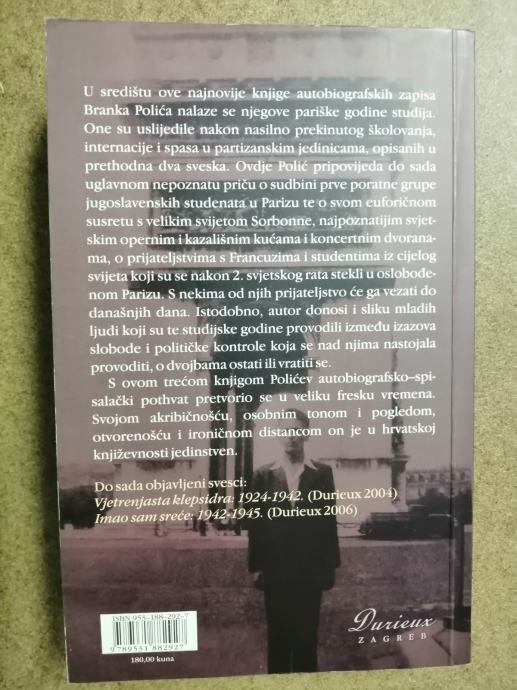 U središtu ove najnovije knjige autobiografskih zapisa
Branka Polića nalaze se njegove pariške godine studija.
One su uslijedile nakon nasilno prekinutog školovanja,
internacije i spasa u partizanskim jedinicama, opisanih u
prethodna dva sveska. Ovdje Polić pripovijeda do sada
uglavnom nepoznatu priču o sudbini prve poratne grupe
jugoslavenskih studenata u Parizu te o svom euforičnom
susretu s velikim svijetom Sorbonne, najpoznatijim svjet-
skim opernim i kazališnim kućama i koncertnim dvorana-
ma, o prijateljstvima s Francuzima i studentima iz cijelog
svijeta koji su se nakon 2. svjetskog rata stekli u oslobođe-
nom Parizu. S nekima od njih prijateljstvo će ga vezati do
današnjih dana. Istodobno, autor donosi i sliku mladih
ljudi koji su te studijske godine provodili između izazova
slobode i političke kontrole koja se nad njima nastojala
provoditi, o dvojbama ostati ili vratiti se.
S ovom trećom knjigom Polićev autobiografsko–spi-
salački pothvat pretvorio se u veliku fresku vremena.
Svojom akribičnošću, osobnim tonom i pogledom,
otvorenošću i ironičnom distancom on je u hrvatskoj
književnosti jedinstven.
Do sada objavljeni svesci:
Vjetrenjasta klepsidra: 1924-1942. (Durieux 2004)
Imao sam sreće: 1942-1945. (Durieux 2006)
ISBN 953-188-292-7
9789531882927
180,00 kuna
Durieux
ZAGREB